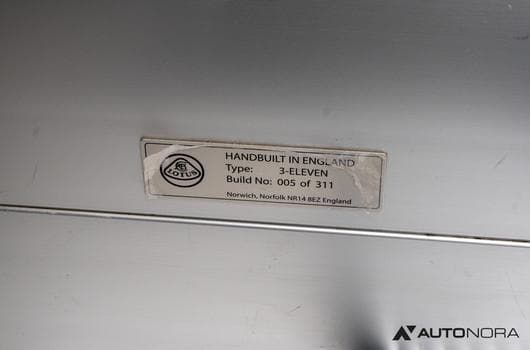 LOTUS
HANDBUILT IN ENGLAND
Type: 3-ELEVEN
Build No: 005 of 311
Norwich, Norfolk NR14 8EZ England
AUTONORA